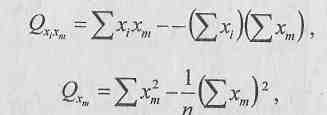 Q_{x_i x_m} = ∑ x_i x_m −−(∑ x_i)(∑ x_m) ,
Q_{x_m} = ∑ x_m^2 − \frac{1}{n}(∑ x_m)^2 ,